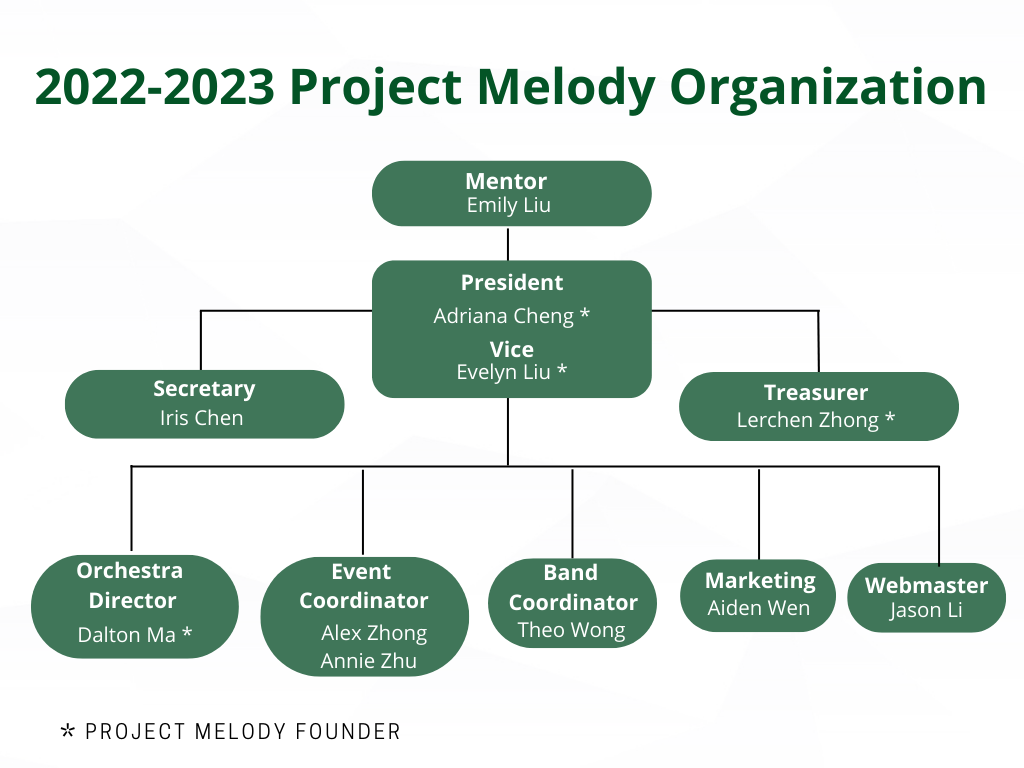 2022-2023 Project Melody Organization
Mentor
Emily Liu
President
Adriana Cheng *
Vice
Evelyn Liu *
Secretary
Iris Chen
Treasurer
Lerchen Zhong *
Orchestra
Director
Dalton Ma *
Event
Coordinator
Alex Zhong
Annie Zhu
Band
Coordinator
Theo Wong
Marketing
Aiden Wen
Webmaster
Jason Li
* PROJECT MELODY FOUNDER